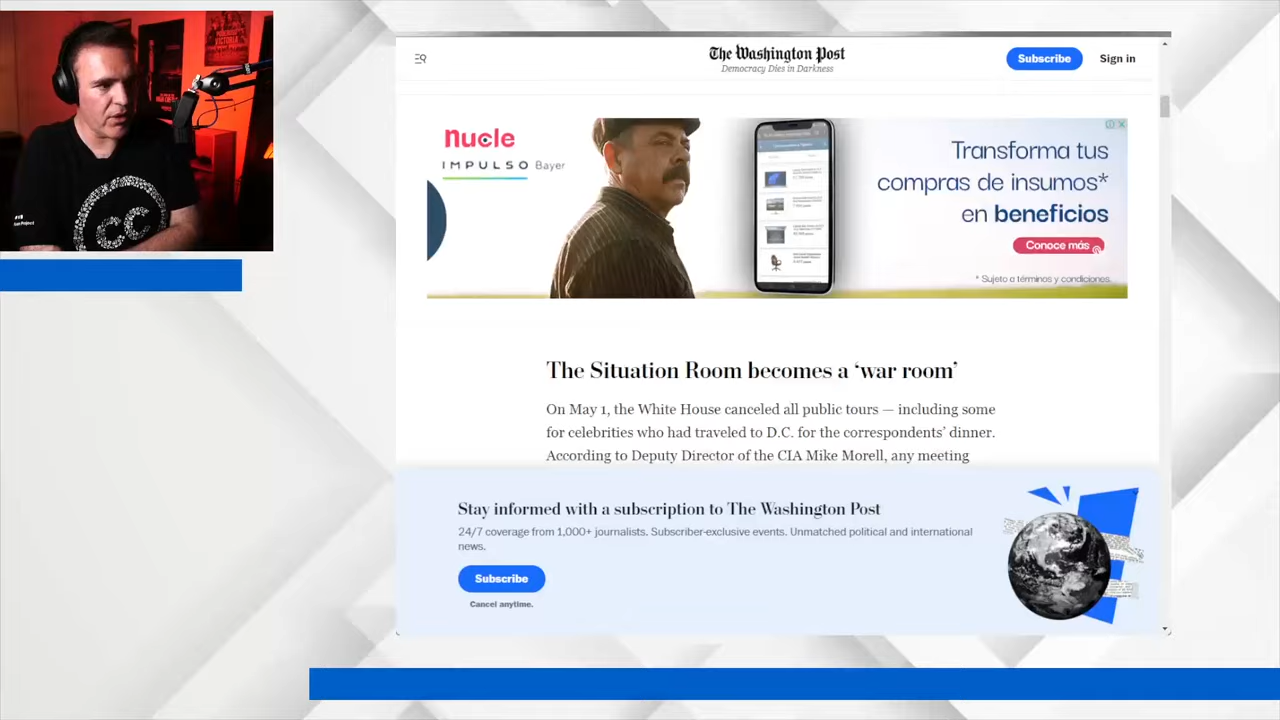 The Washington Post
Democracy Dies in Darkness
Subscribe
Sign in
nucle
IMPULSO Bayer
Transforma tus
compras de insumos*
en beneficios
Conoce más
* Sujeto a términos y condiciones.
The Situation Room becomes a ‘war room’
On May 1, the White House canceled all public tours — including some
for celebrities who had traveled to D.C. for the correspondents’ dinner.
According to Deputy Director of the CIA Mike Morell, any meeting
Stay informed with a subscription to The Washington Post
24/7 coverage from 1,000+ journalists. Subscriber-exclusive events. Unmatched political and international
news.
Subscribe
Cancel anytime.